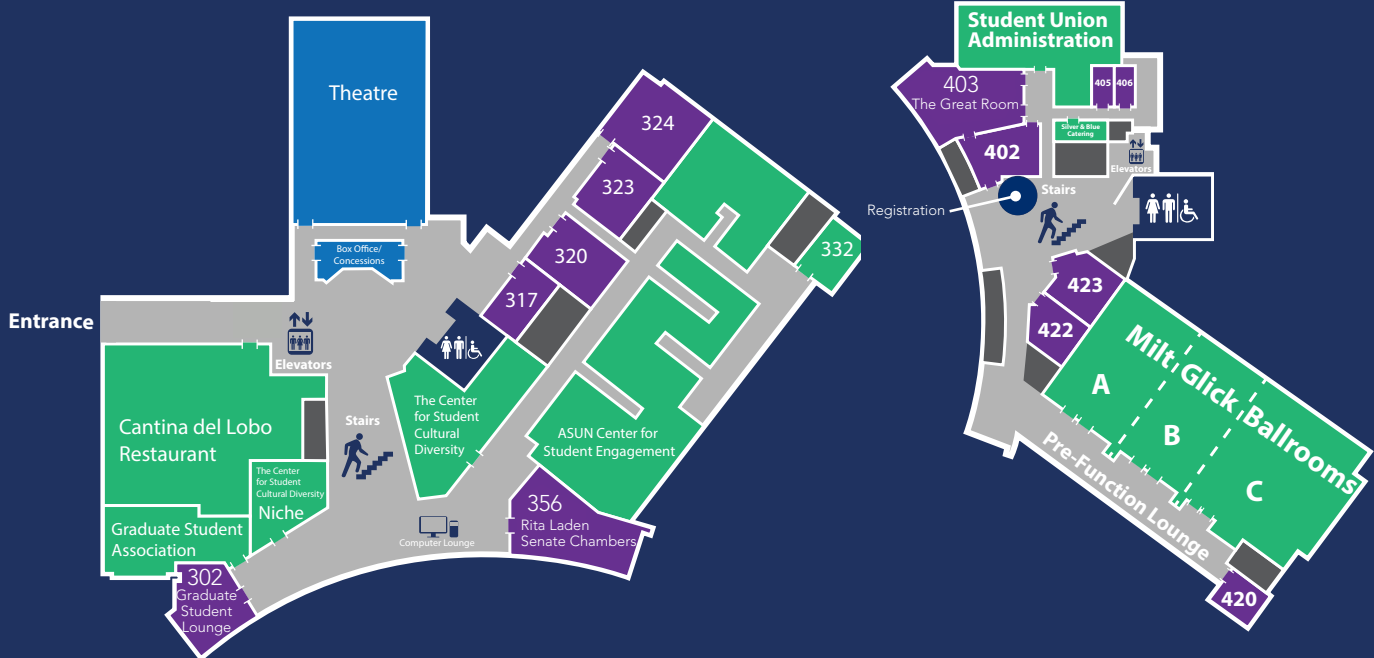 Theatre
Box Office/
Concessions
Entrance
Elevators
Cantina del Lobo
Restaurant
Stairs
The Center
for Student
Cultural Diversity
Niche
Graduate Student
Association
302
Graduate
Student
Lounge
The Center
for Student
Cultural
Diversity
Computer Lounge
324
323
320
317
332
ASUN Center for
Student Engagement
356
Rita Laden
Senate Chambers
Student Union
Administration
403
The Great Room
405
406
Silver & Blue
Catering
402
Elevators
Stairs
Registration
423
422
Milt Glick Ballrooms
A
B
C
Pre-Function Lounge
420